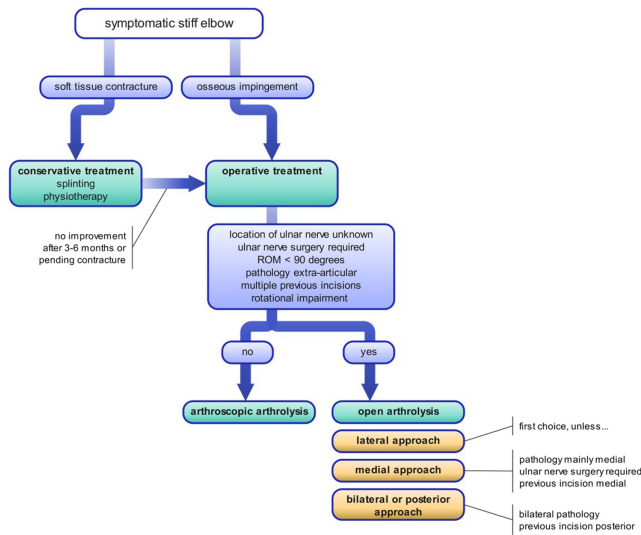 symptomatic stiff elbow
soft tissue contracture
osseous impingement
conservative treatment
splinting
physiotherapy
operative treatment
no improvement
after 3-6 months or
pending contracture
location of ulnar nerve unknown
ulnar nerve surgery required
ROM < 90 degrees
pathology extra-articular
multiple previous incisions
rotational impairment
no
yes
arthroscopic arthrolysis
open arthrolysis
lateral approach
first choice, unless...
medial approach
pathology mainly medial
ulnar nerve surgery required
previous incision medial
bilateral or posterior
approach
bilateral pathology
previous incision posterior